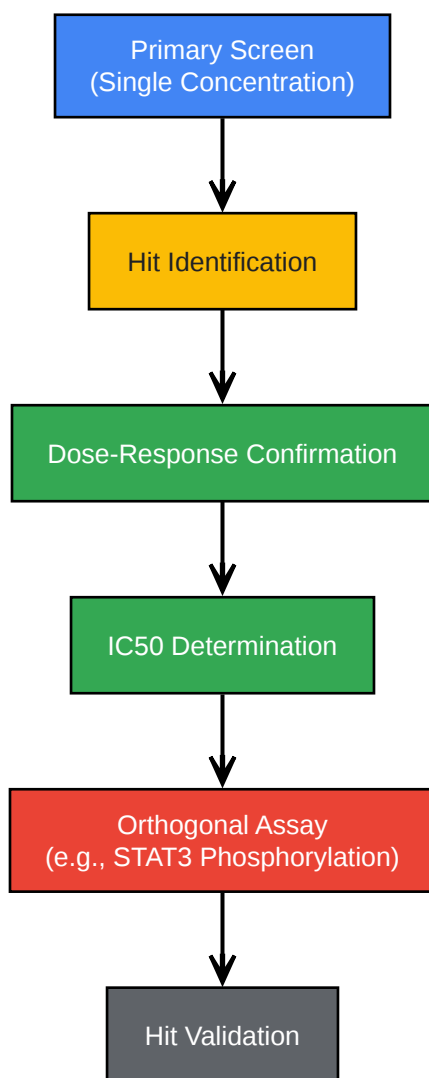 Primary Screen
(Single Concentration)
Hit Identification
Dose-Response Confirmation
IC50 Determination
Orthogonal Assay
(e.g., STAT3 Phosphorylation)
Hit Validation